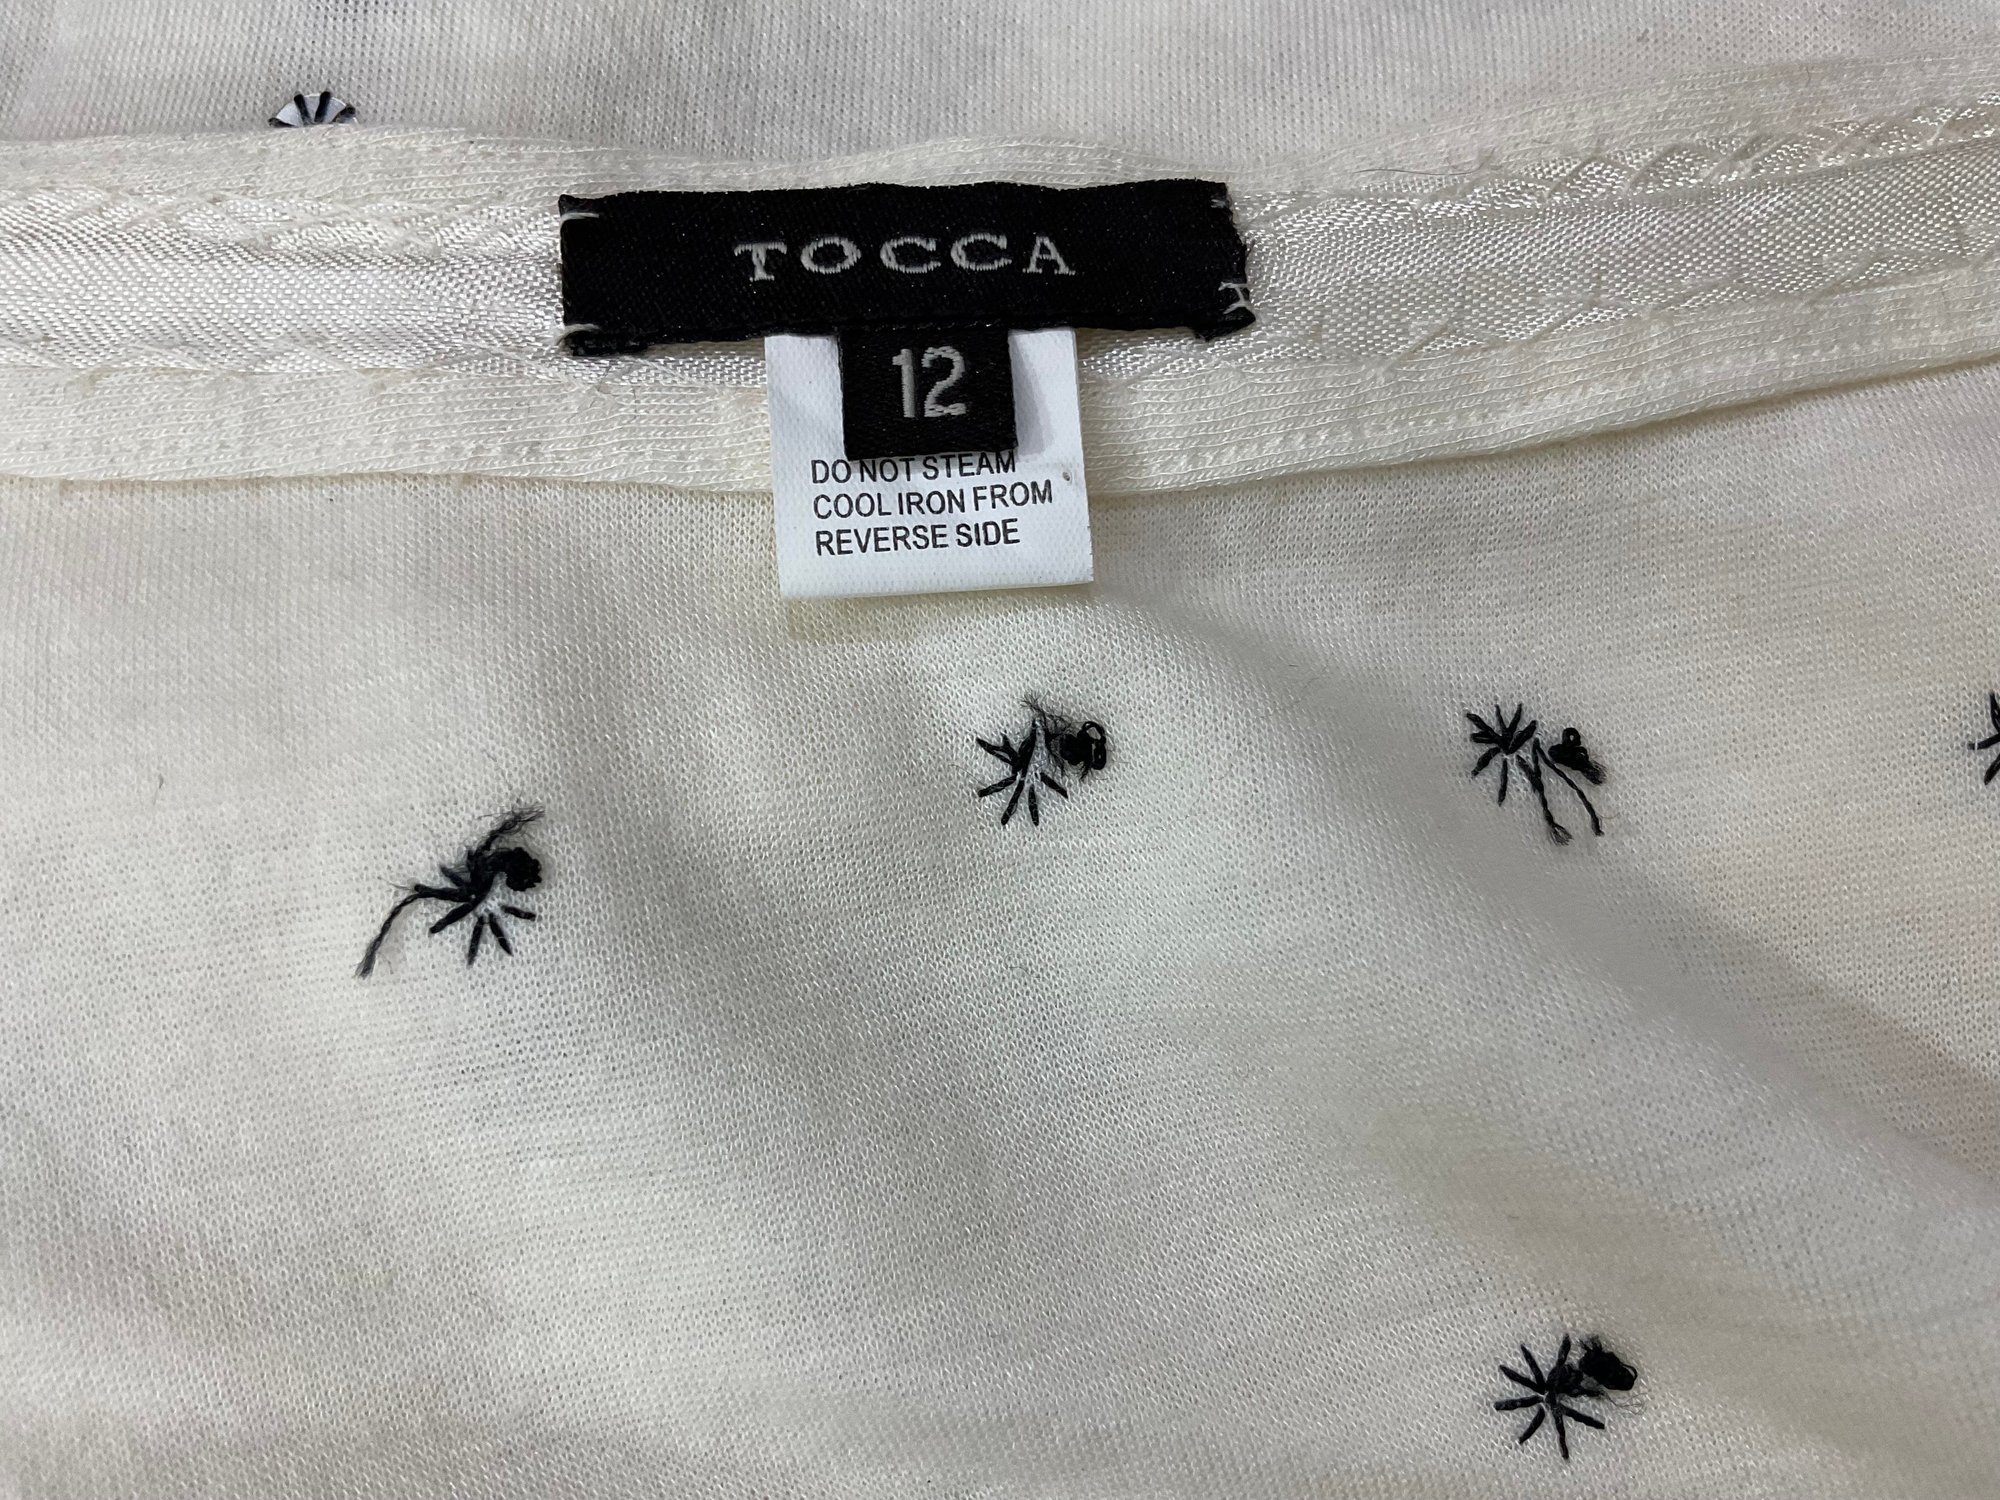 TOCCA
12
DO NOT STEAM
COOL IRON FROM
REVERSE SIDE